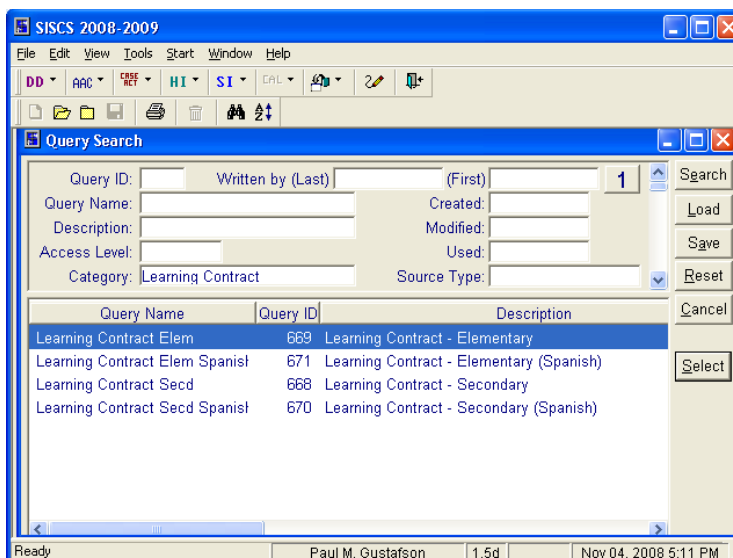 SISCS 2008-2009
File Edit View Tools Start Window Help
DD AAC CASE ACT HI SI CAL
Query Search
Query ID: Written by (Last) (First) 1 Search
Query Name: Created: Load
Description: Modified: Save
Access Level: Used:
Category: Learning Contract Source Type: Reset
Cancel
Query Name Query ID Description
Learning Contract Elem 669 Learning Contract - Elementary
Learning Contract Elem Spanish 671 Learning Contract - Elementary (Spanish)
Select
Learning Contract Secd 668 Learning Contract - Secondary
Learning Contract Secd Spanish 670 Learning Contract - Secondary (Spanish)
Ready Paul M. Gustafson 1.5d Nov 04, 2008 5:11 PM